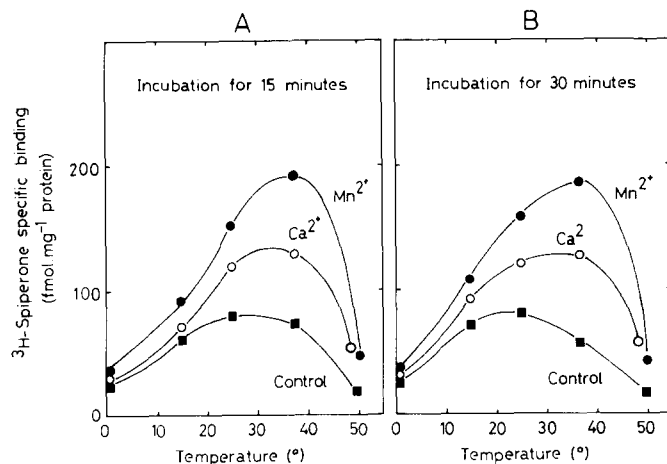 A
B
Incubation for 15 minutes
Incubation for 30 minutes
³H-Spiperone specific binding
(fmol.mg⁻¹ protein)
200
100
0
Mn²⁺
Ca²⁺
Control
Mn²⁺
Ca²
Control
0 10 20 30 40 50
0 10 20 30 40 50
Temperature (°)
Temperature (°)